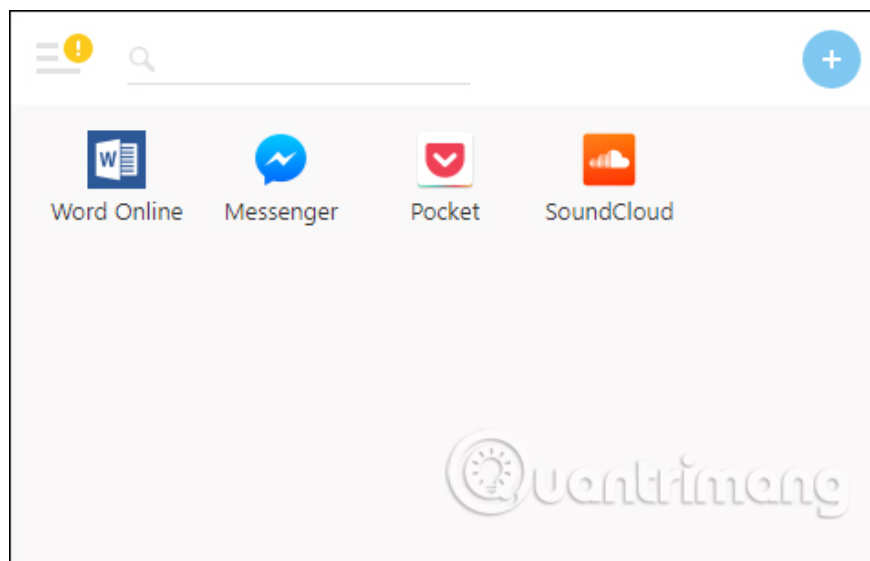 !
W
Word Online
Messenger
Pocket
SoundCloud
Quantrimang